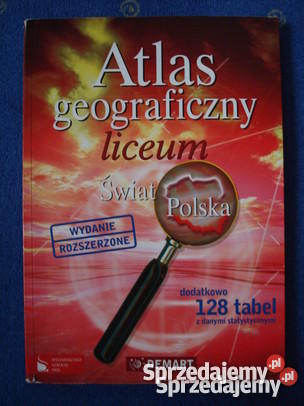 Atlas
geograficzny
liceum
Świat
Polska
WYDANIE
ROZSZERZONE
dodatkowo
128 tabel
z danymi statystycznymi
DEMART
Sprzedajemy.pl
Sprzedajemy.pl